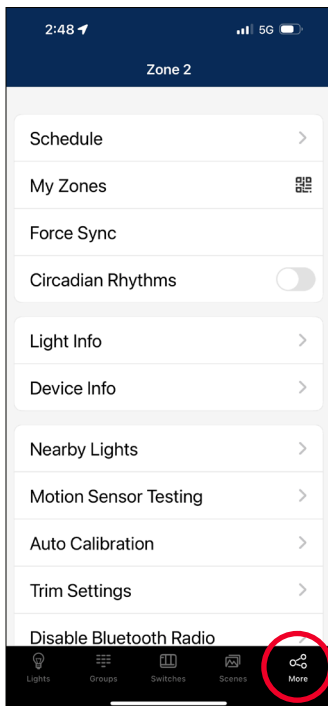 2:48 5G
Zone 2
Schedule
My Zones
Force Sync
Circadian Rhythms
Light Info
Device Info
Nearby Lights
Motion Sensor Testing
Auto Calibration
Trim Settings
Disable Bluetooth Radio
Lights Groups Switches Scenes More